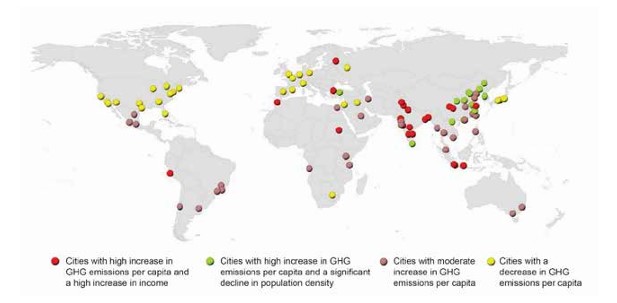 Cities with high increase in
GHG emissions per capita and
a high increase in income
Cities with high increase in GHG
emissions per capita and a significant
decline in population density
Cities with moderate
increase in GHG
emissions per capita
Cities with a
decrease in GHG
emissions per capita